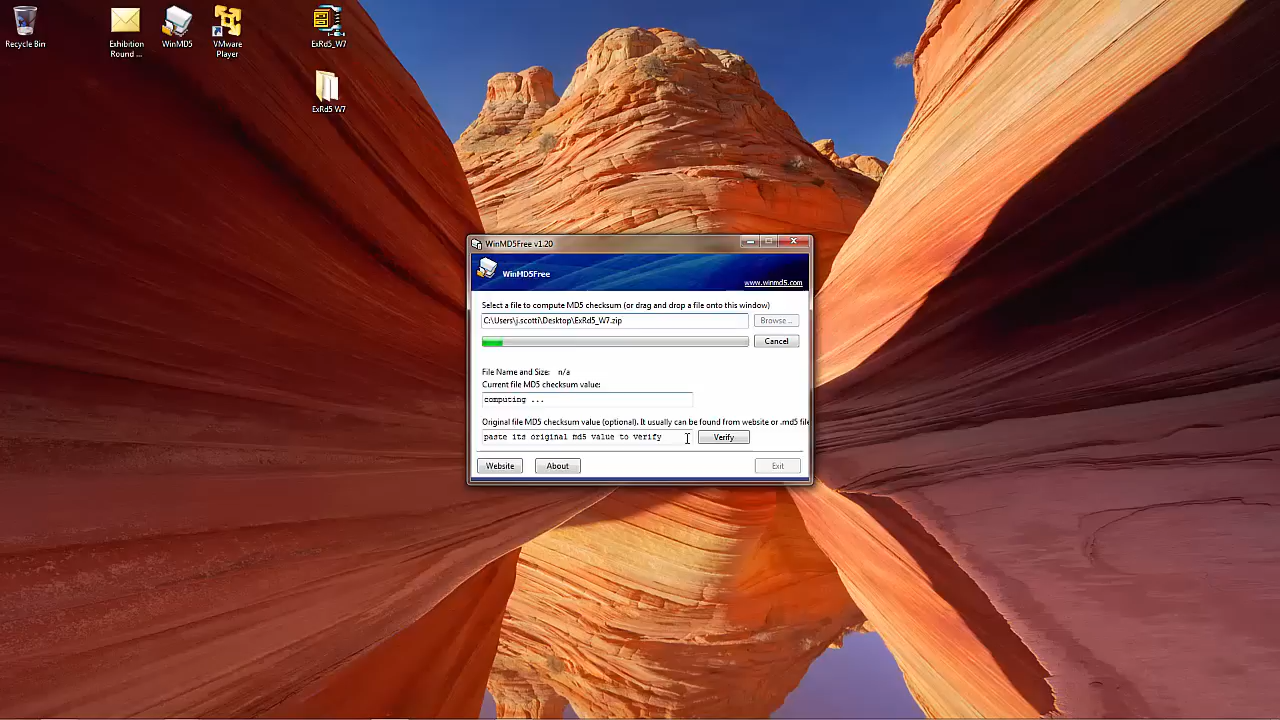 Recycle Bin
Exhibition
Round ...
WinMD5
VMware
Player
ExRd5_W7
ExRd5 W7
WinMD5Free v1.20
WinMD5Free
www.winmd5.com
Select a file to compute MD5 checksum (or drag and drop a file onto this window)
C:\Users\j.scotti\Desktop\ExRd5_W7.zip
Browse ..
Cancel
File Name and Size: n/a
Current file MD5 checksum value:
computing ...
Original file MD5 checksum value (optional). It usually can be found from website or .md5 file
paste its original md5 value to verify
Verify
Website
About
Exit